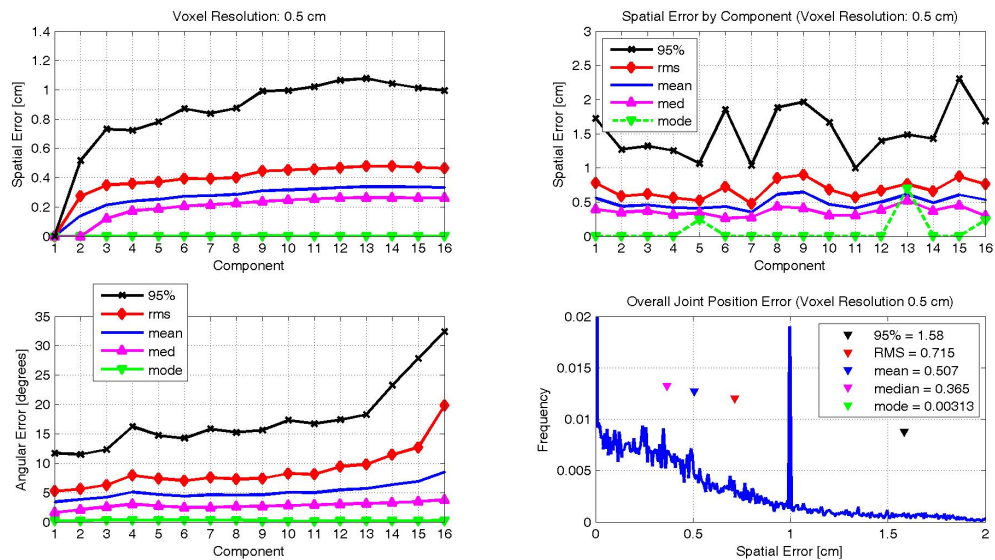 Voxel Resolution: 0.5 cm
1.4
1.2
1
0.8
0.6
0.4
0.2
0
Spatial Error [cm]
1 2 3 4 5 6 7 8 9 10 11 12 13 14 15 16
Component
Spatial Error by Component (Voxel Resolution: 0.5 cm)
3
2.5
2
1.5
1
0.5
0
Spatial Error [cm]
95%
rms
mean
med
mode
1 2 3 4 5 6 7 8 9 10 11 12 13 14 15 16
Component
95%
rms
mean
med
mode
35
30
25
20
15
10
5
0
Angular Error [degrees]
1 2 3 4 5 6 7 8 9 10 11 12 13 14 15 16
Component
Overall Joint Position Error (Voxel Resolution 0.5 cm)
0.02
0.015
0.01
0.005
0
Frequency
95% = 1.58
RMS = 0.715
mean = 0.507
median = 0.365
mode = 0.00313
0 0.5 1 1.5 2
Spatial Error [cm]